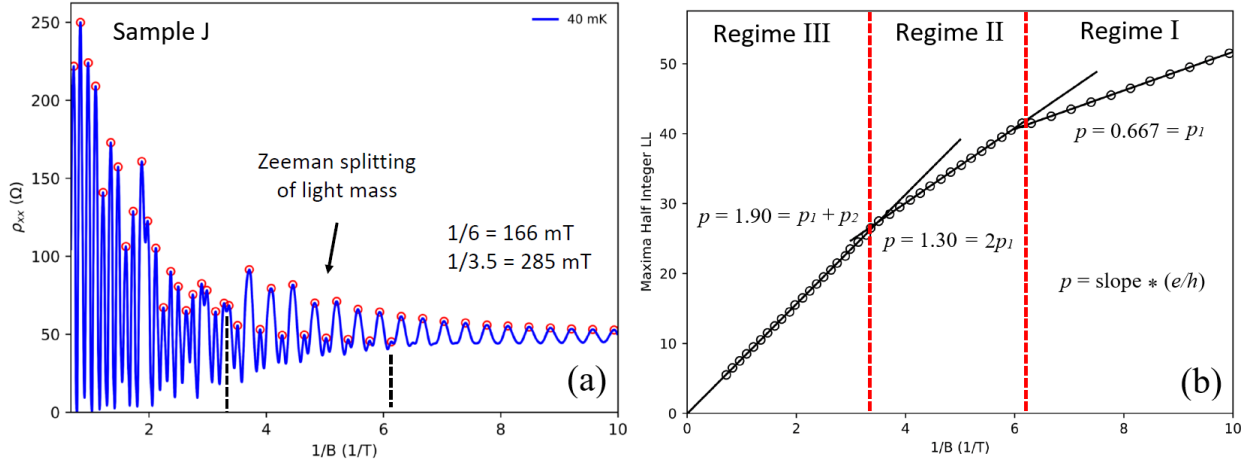 Sample J
40 mK
Zeeman splitting
of light mass
1/6 = 166 mT
1/3.5 = 285 mT
(a)
ρxx (Ω)
250
200
150
100
50
0
2
4
6
8
10
1/B (1/T)
Regime III
Regime II
Regime I
p = 0.667 = p1
p = 1.90 = p1 + p2
p = 1.30 = 2p1
p = slope * (e/h)
(b)
Maxima Half Integer LL
50
40
30
20
10
0
0
2
4
6
8
10
1/B (1/T)